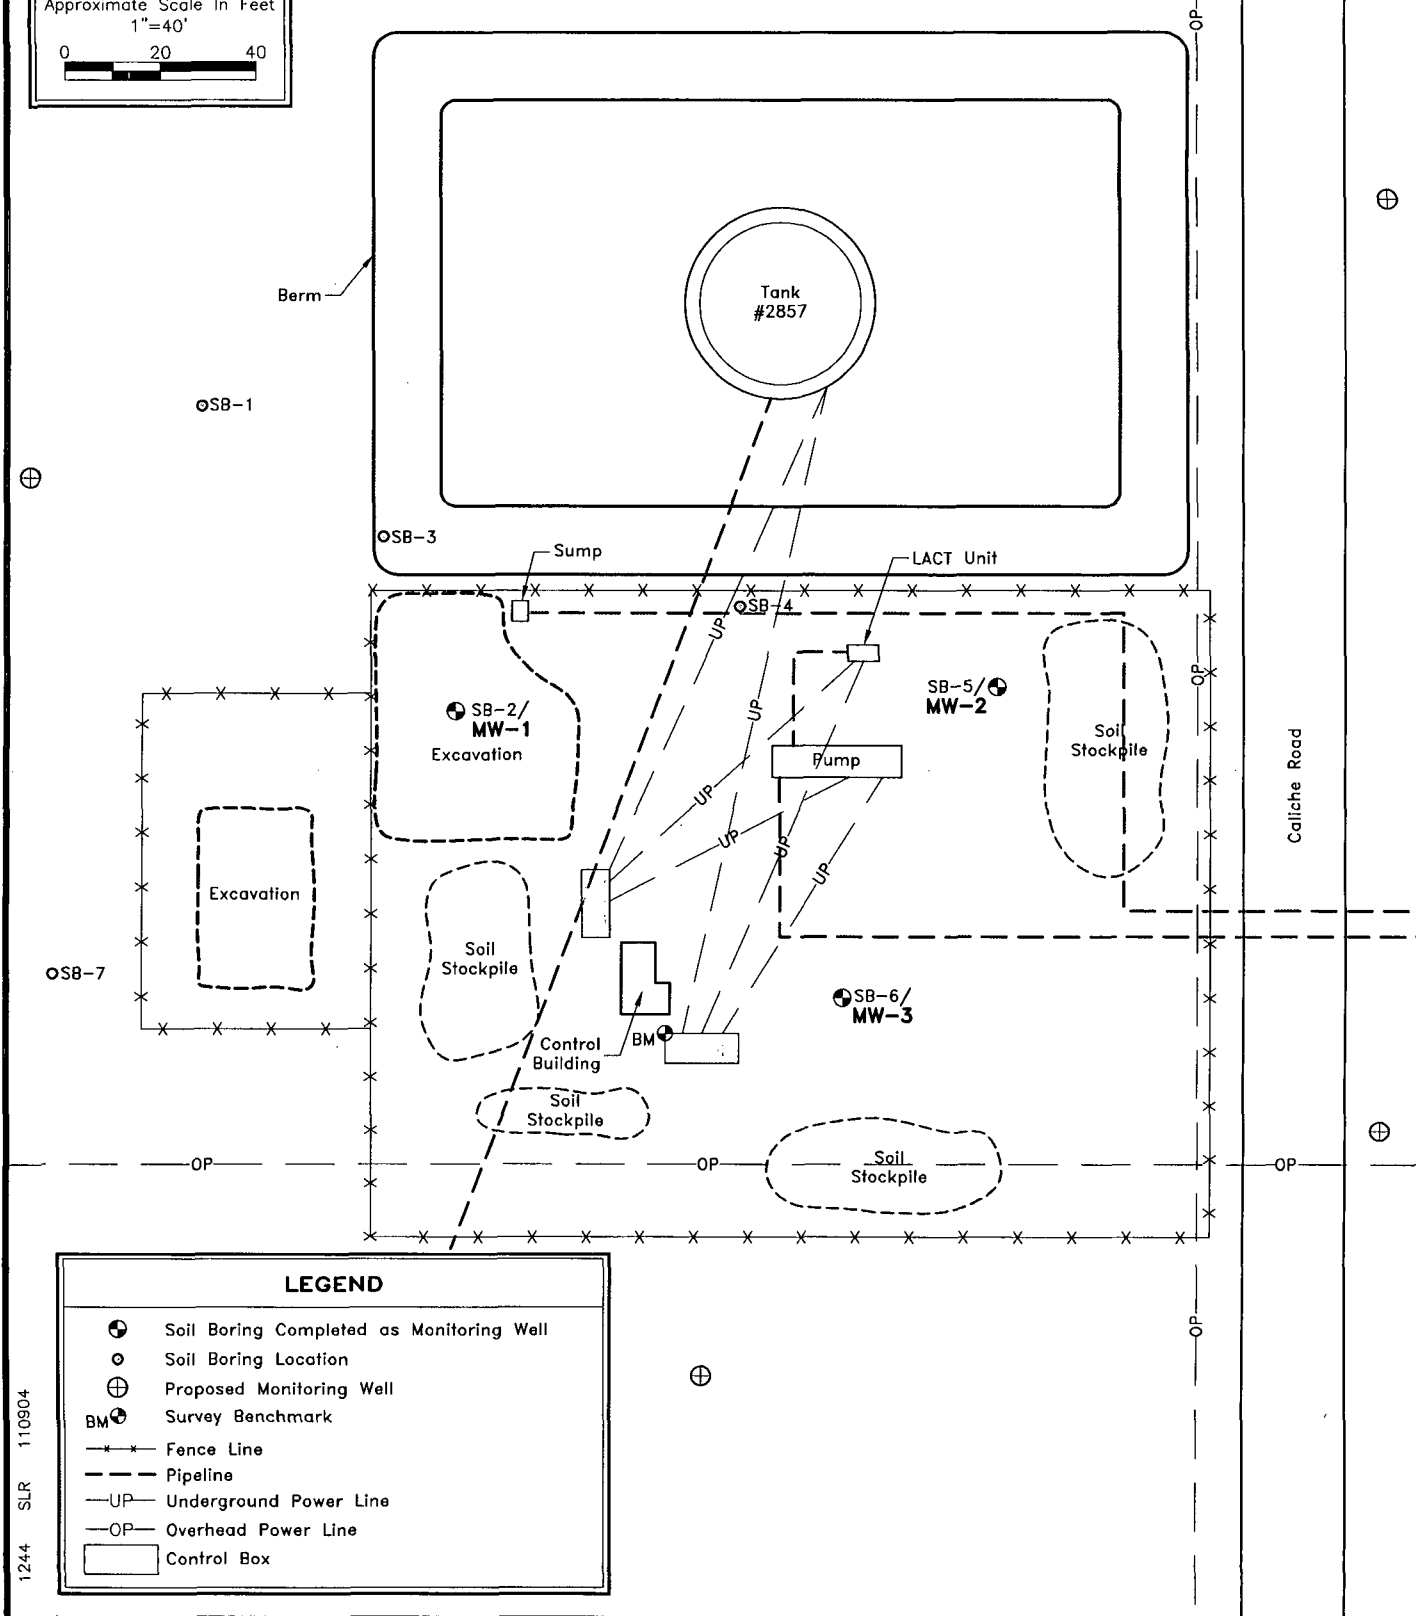 Approximate Scale In Feet
1"=40'
0 20 40
OP
Tank
#2857
Berm
SB-1
SB-3
Sump
LACT Unit
SB-4
UP
OP
SB-5/
MW-2
SB-2/
MW-1
Excavation
UP
Soil
Stockpile
Pump
Caliche Road
UP
UP
UP
UP
Excavation
Soil
Stockpile
SB-7
SB-6/
MW-3
BM
Control
Building
Soil
Stockpile
OP
OP
Soil
Stockpile
OP
OP
LEGEND
Soil Boring Completed as Monitoring Well
Soil Boring Location
Proposed Monitoring Well
BM Survey Benchmark
Fence Line
Pipeline
UP Underground Power Line
OP Overhead Power Line
Control Box
1244 SLR 110904